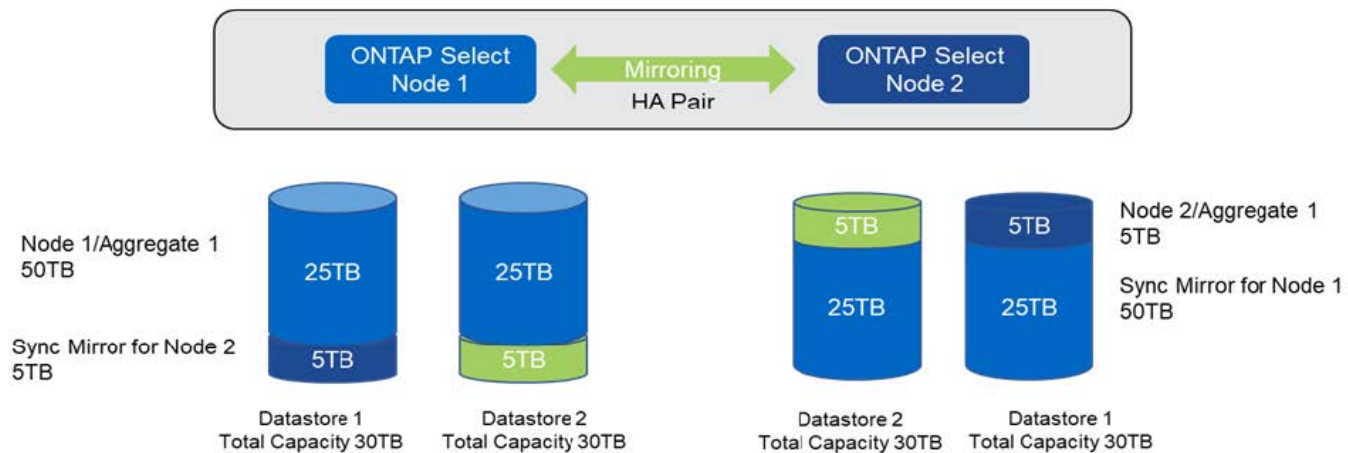 ONTAP Select
Node 1
Mirroring
HA Pair
ONTAP Select
Node 2
Node 1/Aggregate 1
50TB
Sync Mirror for Node 2
5TB
25TB
5TB
25TB
5TB
5TB
25TB
5TB
25TB
Node 2/Aggregate 1
5TB
Sync Mirror for Node 1
50TB
Datastore 1
Total Capacity 30TB
Datastore 2
Total Capacity 30TB
Datastore 2
Total Capacity 30TB
Datastore 1
Total Capacity 30TB